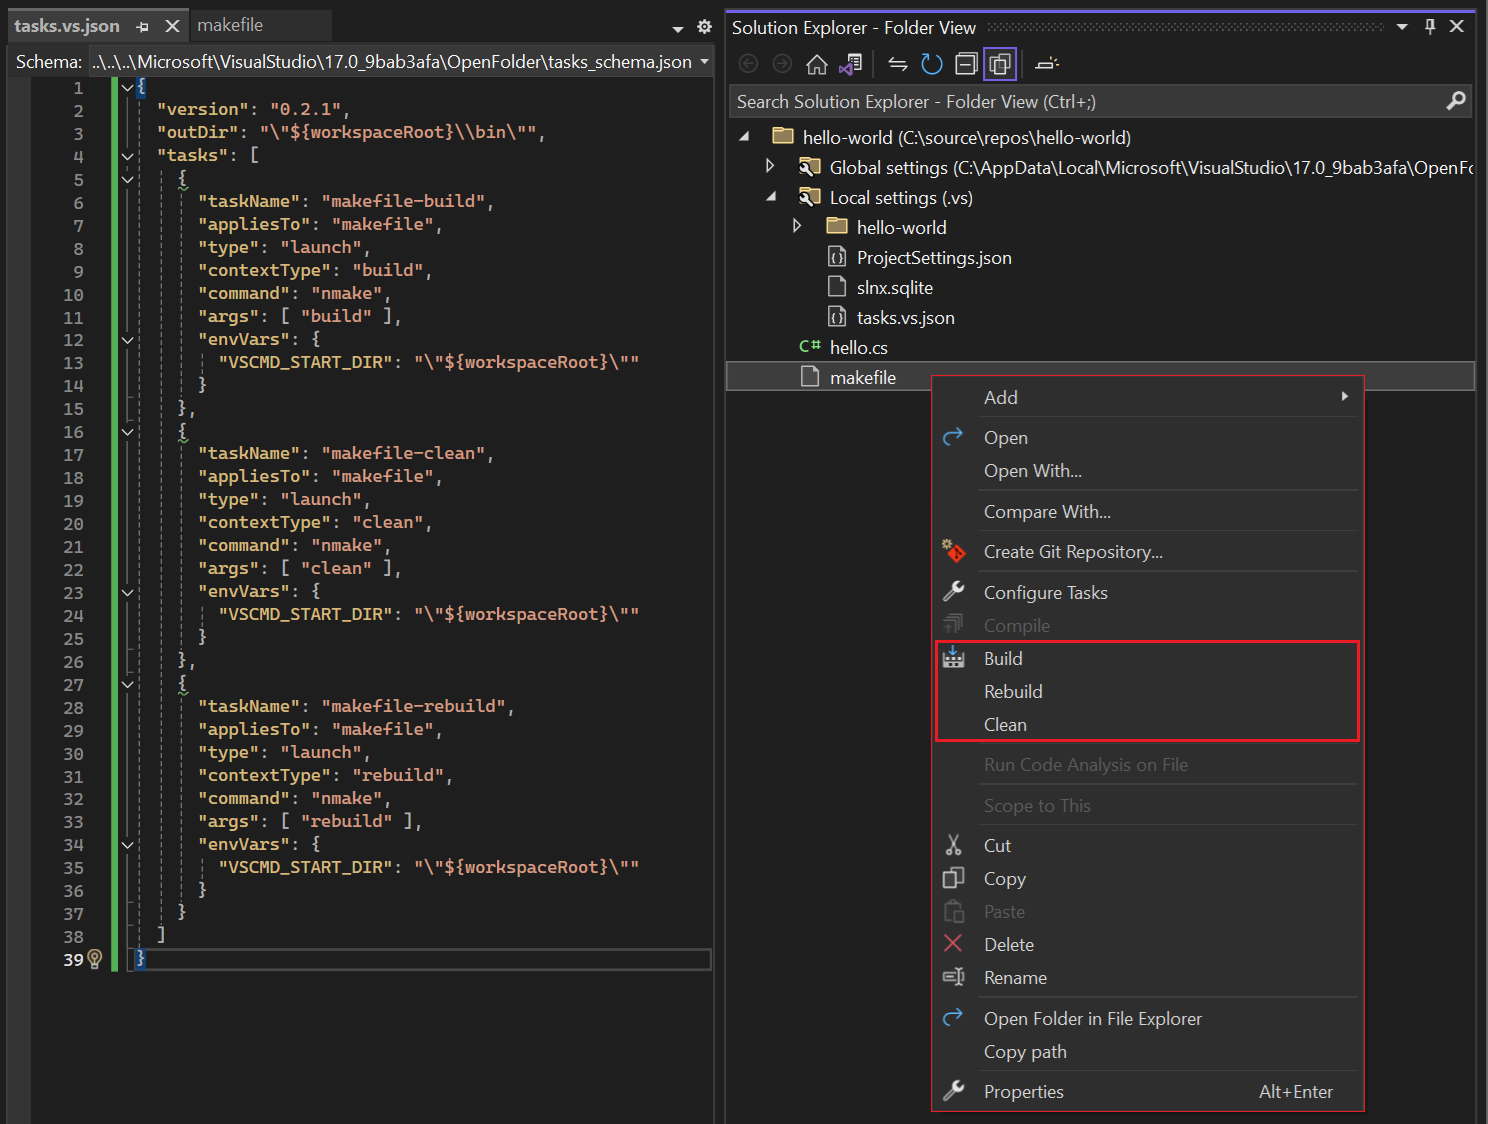 tasks.vs.json
makefile
Schema: ..\..\..\Microsoft\VisualStudio\17.0_9bab3afa\OpenFolder\tasks_schema.json
1 {
2 "version": "0.2.1",
3 "outDir": "\"${workspaceRoot}\\bin\"",
4 "tasks": [
5 {
6 "taskName": "makefile-build",
7 "appliesTo": "makefile",
8 "type": "launch",
9 "contextType": "build",
10 "command": "nmake",
11 "args": [ "build" ],
12 "envVars": {
13 "VSCMD_START_DIR": "\"${workspaceRoot}\""
14 }
15 },
16 {
17 "taskName": "makefile-clean",
18 "appliesTo": "makefile",
19 "type": "launch",
20 "contextType": "clean",
21 "command": "nmake",
22 "args": [ "clean" ],
23 "envVars": {
24 "VSCMD_START_DIR": "\"${workspaceRoot}\""
25 }
26 },
27 {
28 "taskName": "makefile-rebuild",
29 "appliesTo": "makefile",
30 "type": "launch",
31 "contextType": "rebuild",
32 "command": "nmake",
33 "args": [ "rebuild" ],
34 "envVars": {
35 "VSCMD_START_DIR": "\"${workspaceRoot}\""
36 }
37 }
38 ]
39 }
Solution Explorer - Folder View
Search Solution Explorer - Folder View (Ctrl+;)
hello-world (C:\source\repos\hello-world)
Global settings (C:\AppData\Local\Microsoft\VisualStudio\17.0_9bab3afa\OpenFo
Local settings (.vs)
hello-world
ProjectSettings.json
slnx.sqlite
tasks.vs.json
C# hello.cs
makefile
Add
Open
Open With...
Compare With...
Create Git Repository...
Configure Tasks
Compile
Build
Rebuild
Clean
Run Code Analysis on File
Scope to This
Cut
Copy
Paste
Delete
Rename
Open Folder in File Explorer
Copy path
Properties Alt+Enter